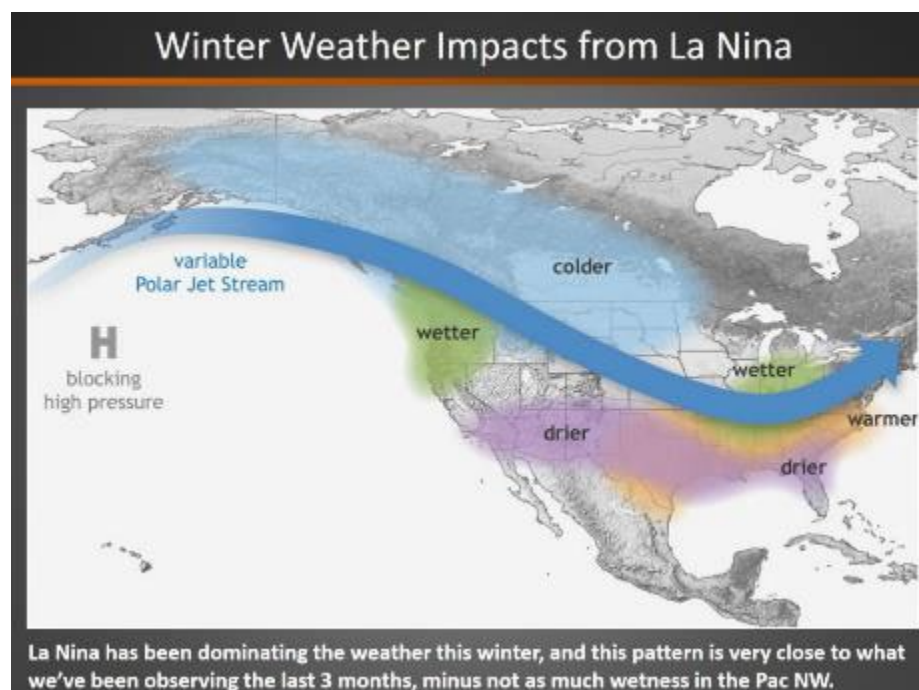 Winter Weather Impacts from La Nina
variable
Polar Jet Stream
colder
H
blocking
high pressure
wetter
wetter
warmer
drier
drier
La Nina has been dominating the weather this winter, and this pattern is very close to what
we've been observing the last 3 months, minus not as much wetness in the Pac NW.